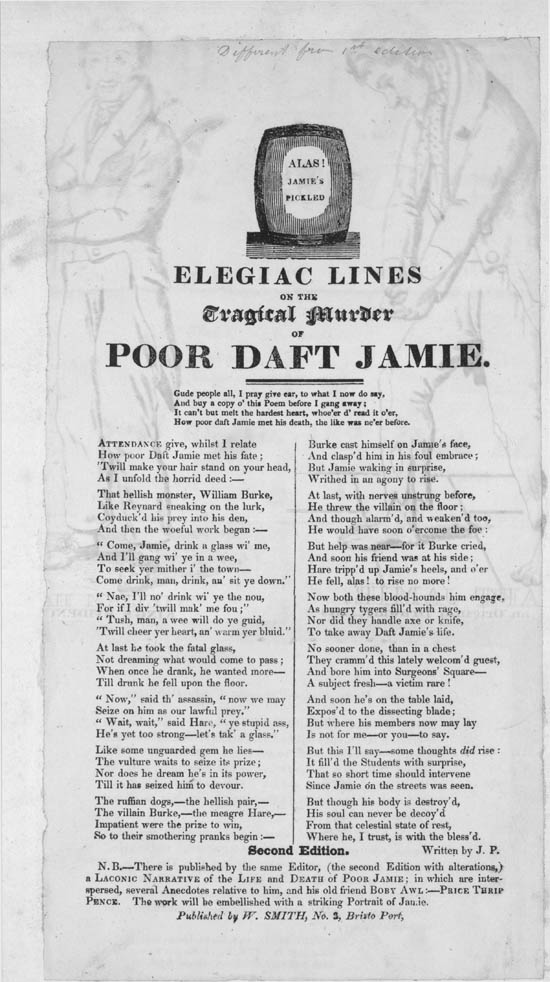 Different from 1st edition
ALAS!
JAMIE'S
PICKLED
ELEGIAC LINES
ON THE
Tragical Murder
OF
POOR DAFT JAMIE.
Gude people all, I pray give ear, to what I now do say,
And buy a copy o' this Poem before I gang away;
It can't but melt the hardest heart, whoe'er d' read it o'er,
How poor daft Jamie met his death, the like was ne'er before.
ATTENDANCE give, whilst I relate
How poor Daft Jamie met his fate;
'Twill make your hair stand on your head,
As I unfold the horrid deed:—
That hellish monster, William Burke,
Like Reynard sneaking on the lurk,
Coyduck'd his prey into his den,
And then the woeful work began:—
"Come, Jamie, drink a glass wi' me,
And I'll gang wi' ye in a wee,
To seek yer mither i' the town—
Come drink, man, drink, an' sit ye down."
"Nae, I'll no' drink wi' ye the nou,
For if I div 'twill mak' me fou;"
"Tush, man, a wee will do ye guid,
'Twill cheer yer heart, an' warm yer bluid."
At last he took the fatal glass,
Not dreaming what would come to pass;
When once he drank, he wanted more—
Till drunk he fell upon the floor.
"Now," said th' assassin, "now we may
Seize on him as our lawful prey."
"Wait, wait," said Hare, "ye stupid ass,
He's yet too strong—let's tak' a glass."
Like some unguarded gem he lies—
The vulture waits to seize its prize;
Nor does he dream he's in its power,
Till it has seized him to devour.
The ruffian dogs,—the hellish pair,—
The villain Burke,—the meagre Hare,—
Impatient were the prize to win,
So to their smothering pranks begin:—
Burke cast himself on Jamie's face,
And clasp'd him in his foul embrace;
But Jamie waking in surprise,
Writhed in an agony to rise.
At last, with nerves unstrung before,
He threw the villain on the floor;
And though alarm'd, and weaken'd too,
He would have soon o'ercome the foe:
But help was near—for it Burke cried,
And soon his friend was at his side;
Hare tripp'd up Jamie's heels, and o'er
He fell, alas! to rise no more!
Now both these blood-hounds him engage,
As hungry tygers fill'd with rage,
Nor did they handle axe or knife,
To take away Daft Jamie's life.
No sooner done, than in a chest
They cramm'd this lately welcom'd guest,
And bore him into Surgeons' Square—
A subject fresh—a victim rare!
And soon he's on the table laid,
Expos'd to the dissecting blade;
But where his members now may lay
Is not for me—or you—to say.
But this I'll say—some thoughts did rise:
It fill'd the Students with surprise,
That so short time should intervene
Since Jamie on the streets was seen.
But though his body is destroy'd,
His soul can never be decoy'd
From that celestial state of rest,
Where he, I trust, is with the bless'd.
Second Edition.
Written by J. P.
N.B.—There is published by the same Editor, (the second Edition with alterations,)
a LACONIC NARRATIVE of the LIFE and DEATH of POOR JAMIE; in which are inter-
spersed, several Anecdotes relative to him, and his old friend BOBY AWL:—PRICE THRIP
PENCE. The work will be embellished with a striking Portrait of Jamie.
Published by W. SMITH, No. 3, Bristo Port,